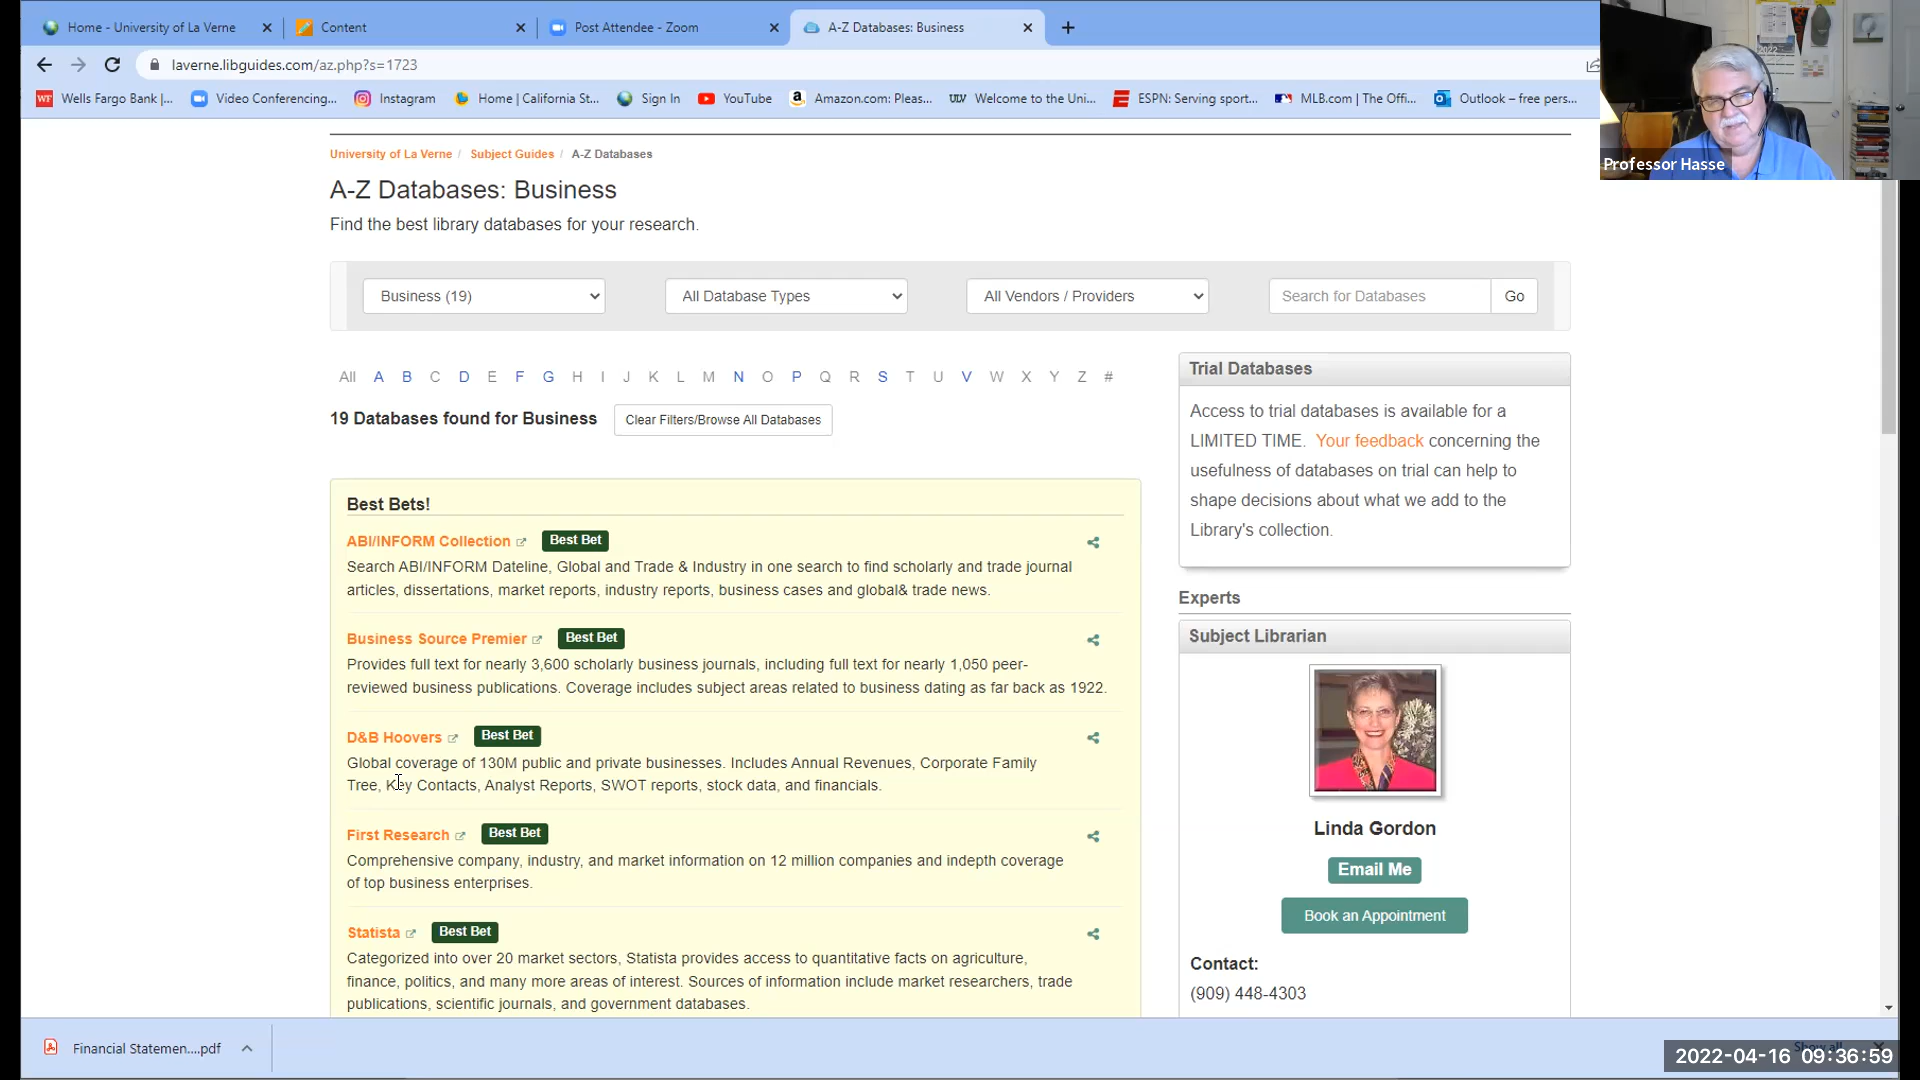 Home - University of La Verne
Content
Post Attendee - Zoom
A-Z Databases: Business
laverne.libguides.com/az.php?s=1723
Wells Fargo Bank |...
Video Conferencing...
Instagram
Home | California St...
Sign In
YouTube
Amazon.com: Pleas...
Welcome to the Uni...
ESPN: Serving sport...
MLB.com | The Offi...
Outlook – free pers...
Professor Hasse
University of La Verne / Subject Guides / A-Z Databases
A-Z Databases: Business
Find the best library databases for your research.
Business (19)
All Database Types
All Vendors / Providers
Search for Databases
Go
All A B C D E F G H I J K L M N O P Q R S T U V W X Y Z #
19 Databases found for Business
Clear Filters/Browse All Databases
Best Bets!
ABI/INFORM Collection
Best Bet
Search ABI/INFORM Dateline, Global and Trade & Industry in one search to find scholarly and trade journal
articles, dissertations, market reports, industry reports, business cases and global& trade news.
Business Source Premier
Best Bet
Provides full text for nearly 3,600 scholarly business journals, including full text for nearly 1,050 peer-
reviewed business publications. Coverage includes subject areas related to business dating as far back as 1922.
D&B Hoovers
Best Bet
Global coverage of 130M public and private businesses. Includes Annual Revenues, Corporate Family
Tree, Key Contacts, Analyst Reports, SWOT reports, stock data, and financials.
First Research
Best Bet
Comprehensive company, industry, and market information on 12 million companies and indepth coverage
of top business enterprises.
Statista
Best Bet
Categorized into over 20 market sectors, Statista provides access to quantitative facts on agriculture,
finance, politics, and many more areas of interest. Sources of information include market researchers, trade
publications, scientific journals, and government databases.
Trial Databases
Access to trial databases is available for a
LIMITED TIME. Your feedback concerning the
usefulness of databases on trial can help to
shape decisions about what we add to the
Library's collection.
Experts
Subject Librarian
Linda Gordon
Email Me
Book an Appointment
Contact:
(909) 448-4303
Financial Statemen....pdf
Show all
2022-04-16 09:36:59